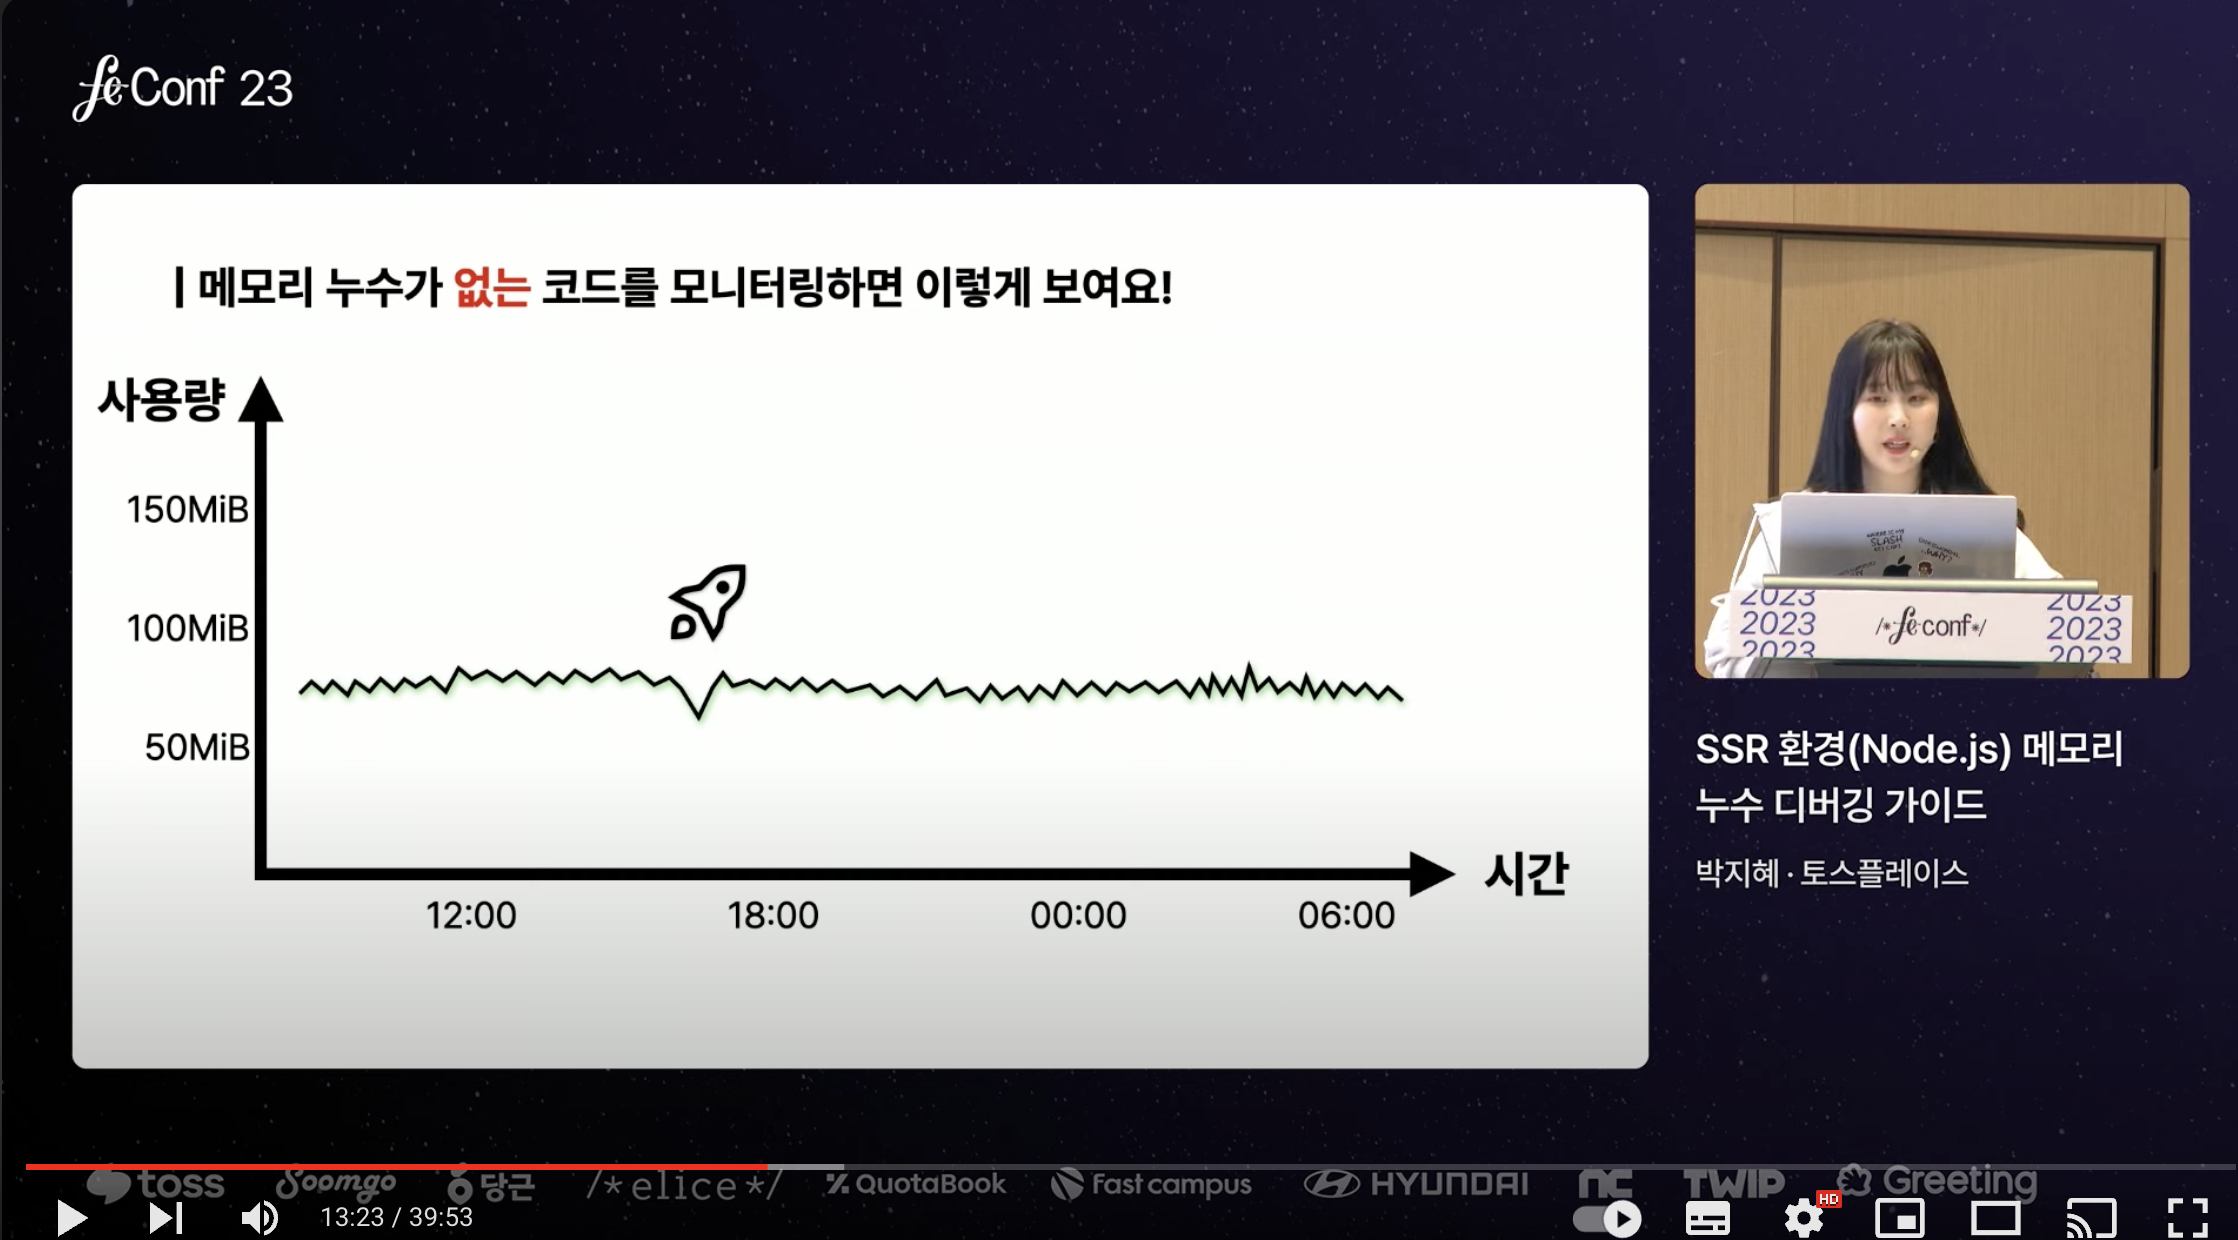 feConf 23
| 메모리 누수가 없는 코드를 모니터링하면 이렇게 보여요!
사용량
150MiB
100MiB
50MiB
시간
12:00
18:00
00:00
06:00
SLASH
WHY?
2023
2023
2023
/*feconf*/
2023
2023
2023
SSR 환경(Node.js) 메모리
누수 디버깅 가이드
박지혜 · 토스플레이스
toss
Soomgo
당근
/*elice*/
QuotaBook
Fast campus
HYUNDAI
NC
TWIP
Greeting
13:23 / 39:53
HD